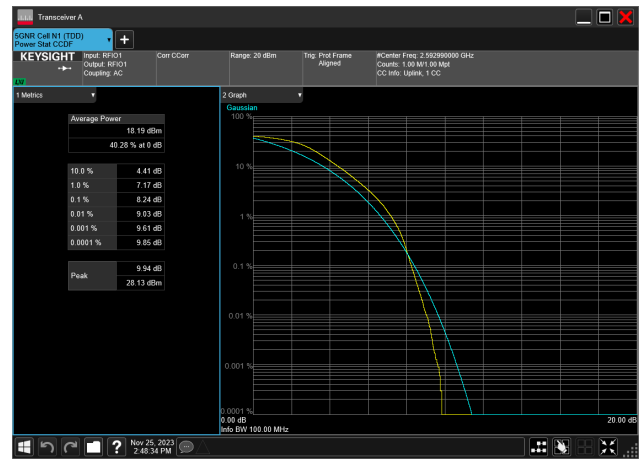 Transceiver A
5GNR Cell N1 (TDD)
Power Stat CCDF
KEYSIGHT
Input: RFIO1
Output: RFIO1
Coupling: AC
Corr CCorr
Range: 20 dBm
Trig: Prot Frame
Aligned
#Center Freq: 2.592990000 GHz
Counts: 1.00 M/1.00 Mpt
CC Info: Uplink, 1 CC
1 Metrics
Average Power
18.19 dBm
40.28 % at 0 dB
10.0 % 4.41 dB
1.0 % 7.17 dB
0.1 % 8.24 dB
0.01 % 9.03 dB
0.001 % 9.61 dB
0.0001 % 9.85 dB
Peak
9.94 dB
28.13 dBm
2 Graph
Gaussian
100 %
10 %
1 %
0.1 %
0.01 %
0.001 %
0.0001 %
0.00 dB
20.00 dB
Info BW 100.00 MHz
?
Nov 25, 2023
2:48:34 PM